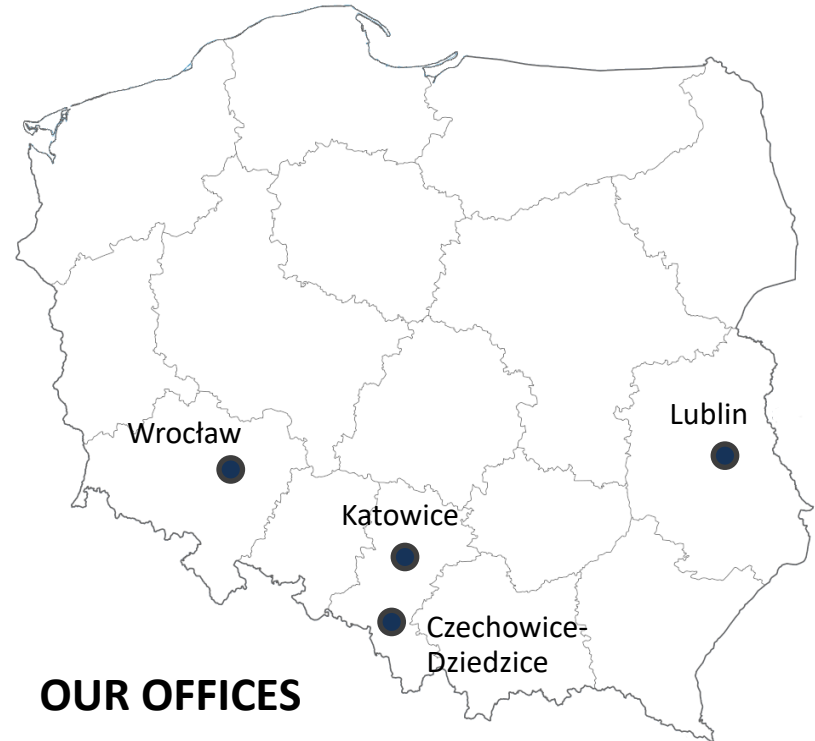 Lublin
Wrocław
Katowice
Czechowice-
Dziedzice
OUR OFFICES